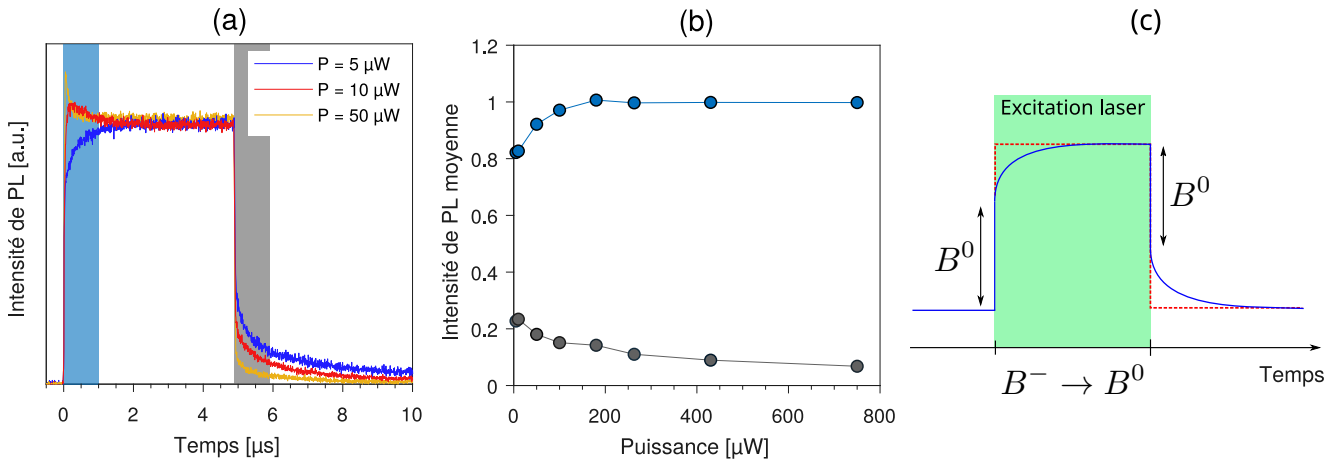 (a)
Intensité de PL [a.u.]
P = 5 µW
P = 10 µW
P = 50 µW
0 2 4 6 8 10
Temps [µs]
(b)
Intensité de PL moyenne
1.2
1
0.8
0.6
0.4
0.2
0
0 200 400 600 800
Puissance [µW]
(c)
Excitation laser
B⁰
B⁰
Temps
B⁻ → B⁰